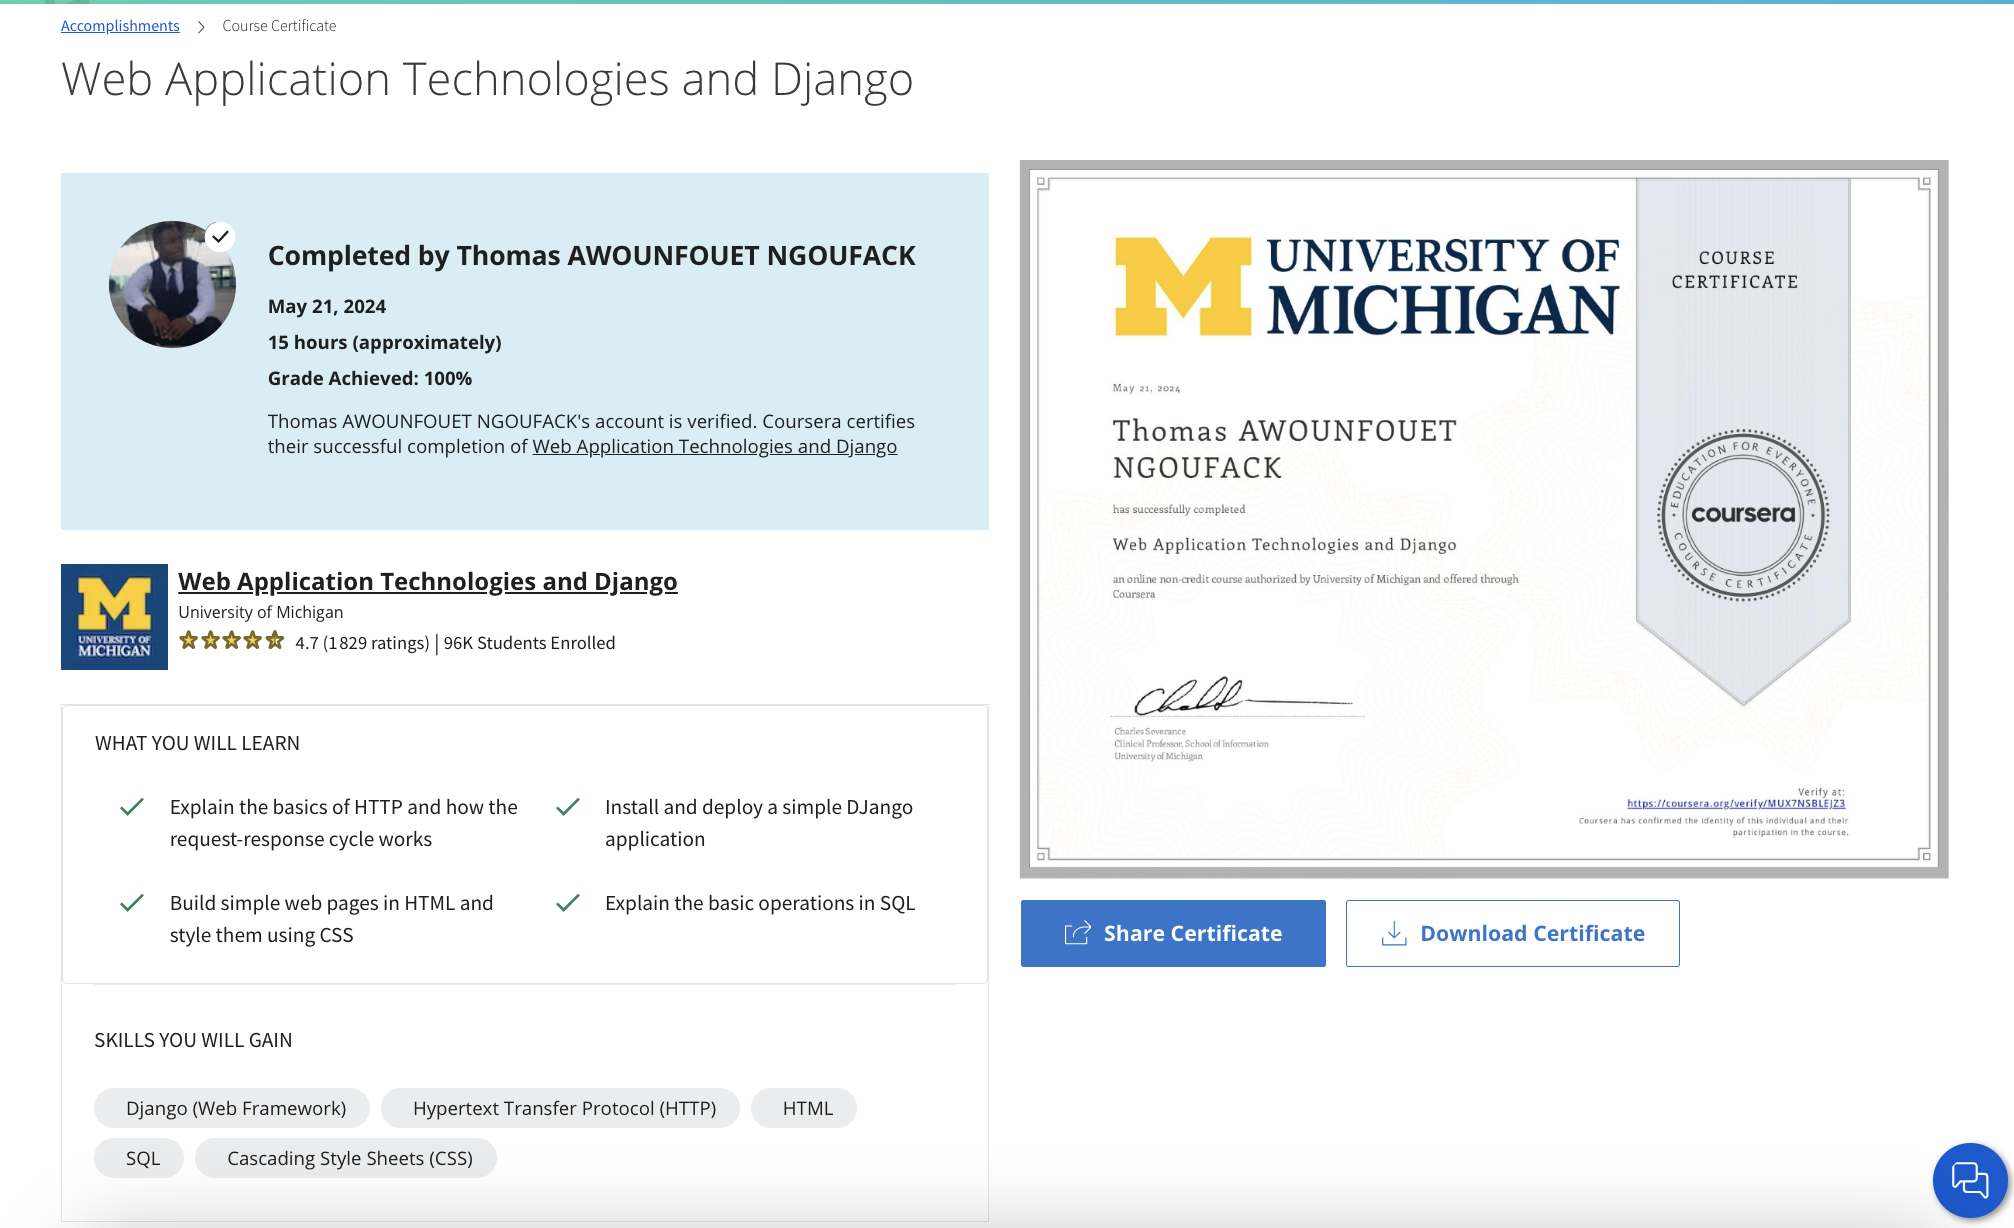 Accomplishments > Course Certificate
Web Application Technologies and Django
Completed by Thomas AWOUNFOUET NGOUFACK
May 21, 2024
15 hours (approximately)
Grade Achieved: 100%
Thomas AWOUNFOUET NGOUFACK's account is verified. Coursera certifies
their successful completion of Web Application Technologies and Django
UNIVERSITY OF
MICHIGAN
Web Application Technologies and Django
University of Michigan
4.7 (1829 ratings) | 96K Students Enrolled
WHAT YOU WILL LEARN
Explain the basics of HTTP and how the
request-response cycle works
Install and deploy a simple DJango
application
Build simple web pages in HTML and
style them using CSS
Explain the basic operations in SQL
SKILLS YOU WILL GAIN
Django (Web Framework)
Hypertext Transfer Protocol (HTTP)
HTML
SQL
Cascading Style Sheets (CSS)
UNIVERSITY OF
MICHIGAN
COURSE
CERTIFICATE
May 21, 2024
Thomas AWOUNFOUET
NGOUFACK
has successfully completed
Web Application Technologies and Django
an online non-credit course authorized by University of Michigan and offered through
Coursera
EDUCATION FOR EVERYONE
coursera
COURSE CERTIFICATE
Charles Severance
Clinical Professor, School of Information
University of Michigan
Verify at:
https://coursera.org/verify/MUX7NSBLEJZ3
Coursera has confirmed the identity of this individual and their
participation in the course.
Share Certificate
Download Certificate